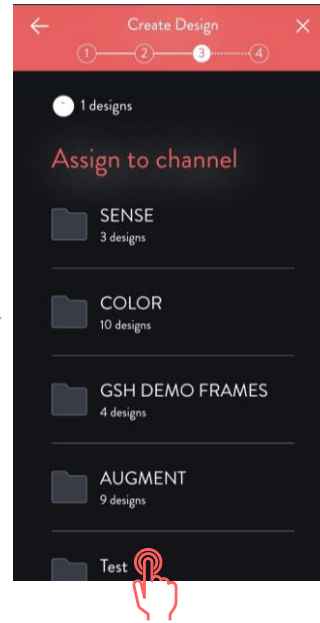 Create Design
1 2 3 4
1 designs
Assign to channel
SENSE
3 designs
COLOR
10 designs
GSH DEMO FRAMES
4 designs
AUGMENT
9 designs
Test